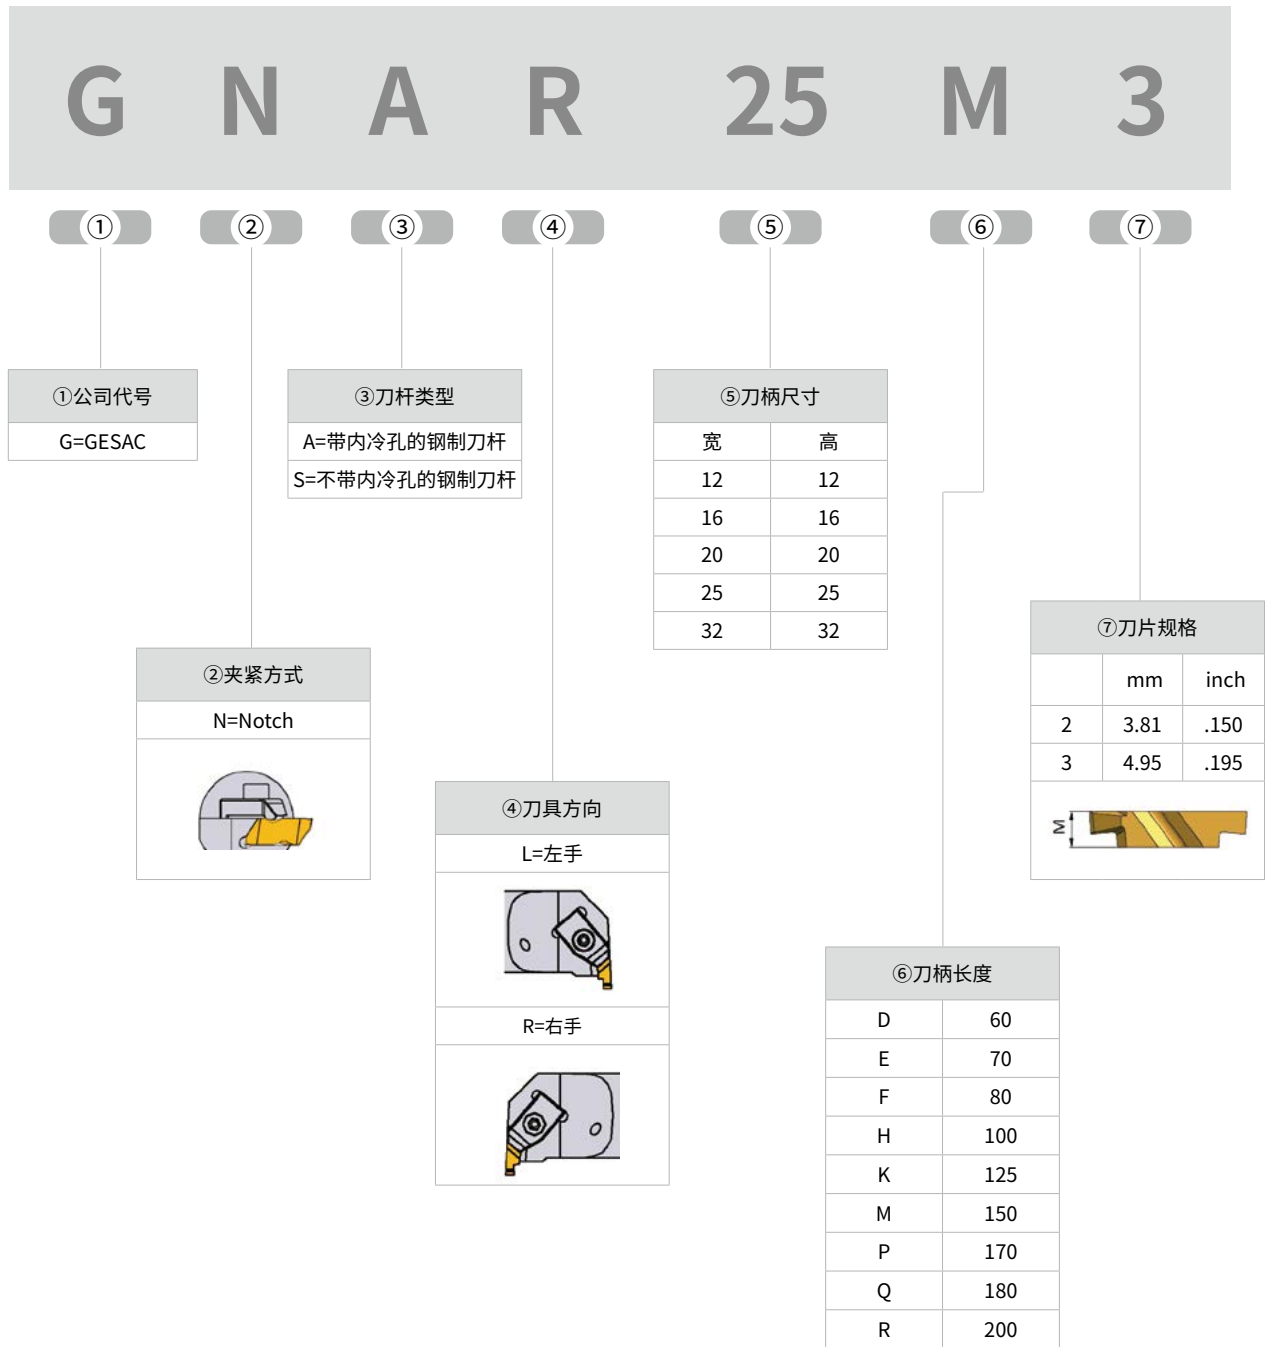 G N A R 25 M 3
① ② ③ ④ ⑤ ⑥ ⑦
①公司代号
G=GESAC
③刀杆类型
A=带内冷孔的钢制刀杆
S=不带内冷孔的钢制刀杆
⑤刀柄尺寸
宽 高
12 12
16 16
20 20
25 25
32 32
②夹紧方式
N=Notch
⑦刀片规格
mm inch
2 3.81 .150
3 4.95 .195
M
④刀具方向
L=左手
R=右手
⑥刀柄长度
D 60
E 70
F 80
H 100
K 125
M 150
P 170
Q 180
R 200